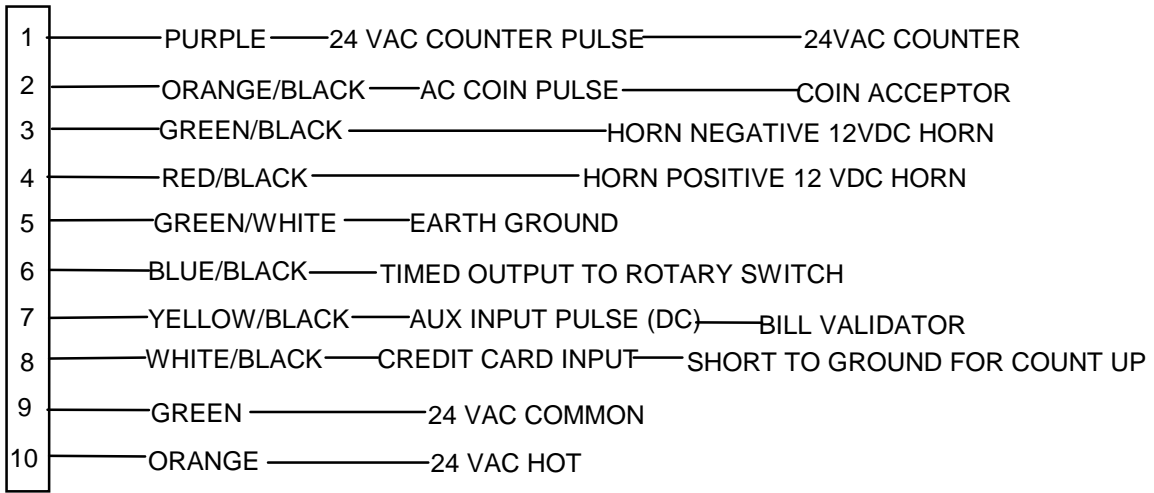 1 PURPLE 24 VAC COUNTER PULSE 24VAC COUNTER
2 ORANGE/BLACK AC COIN PULSE COIN ACCEPTOR
3 GREEN/BLACK HORN NEGATIVE 12VDC HORN
4 RED/BLACK HORN POSITIVE 12 VDC HORN
5 GREEN/WHITE EARTH GROUND
6 BLUE/BLACK TIMED OUTPUT TO ROTARY SWITCH
7 YELLOW/BLACK AUX INPUT PULSE (DC) BILL VALIDATOR
8 WHITE/BLACK CREDIT CARD INPUT SHORT TO GROUND FOR COUNT UP
9 GREEN 24 VAC COMMON
10 ORANGE 24 VAC HOT